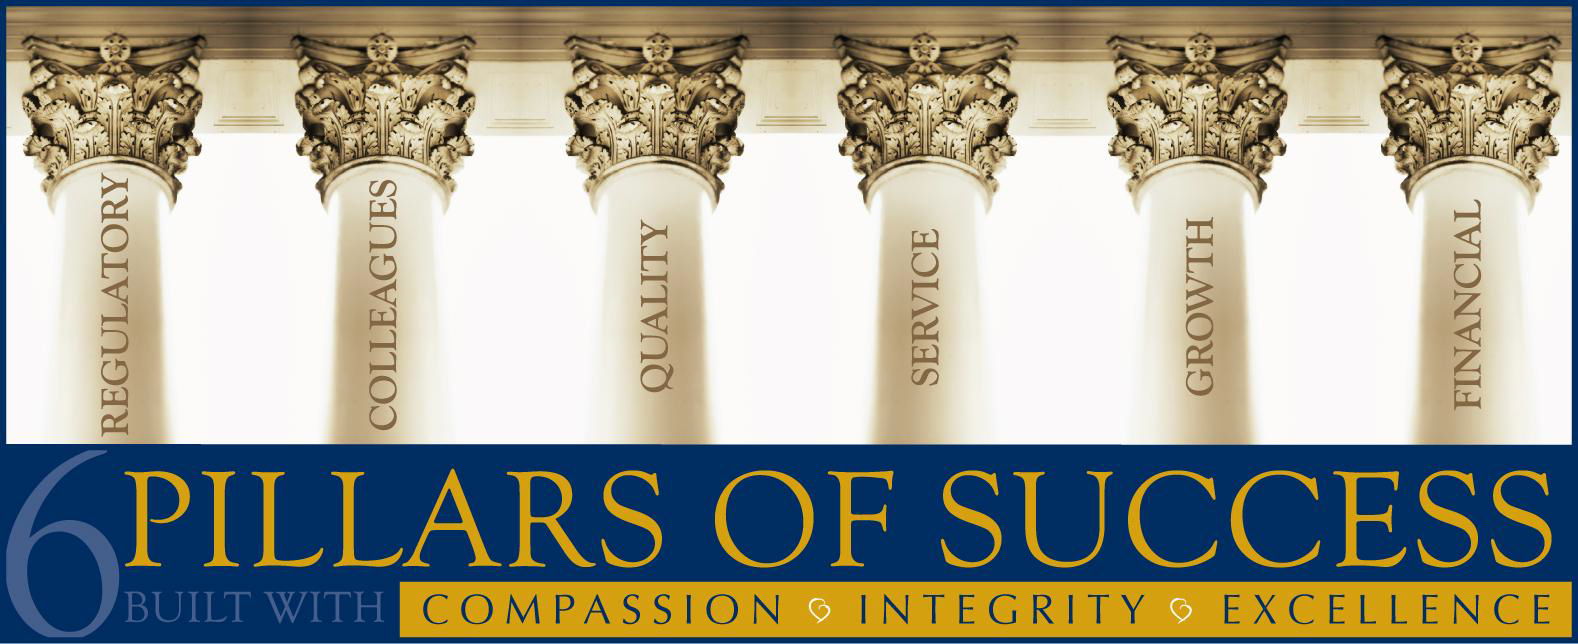 REGULATORY
COLLEAGUES
QUALITY
SERVICE
GROWTH
FINANCIAL
6 PILLARS OF SUCCESS
BUILT WITH COMPASSION INTEGRITY EXCELLENCE